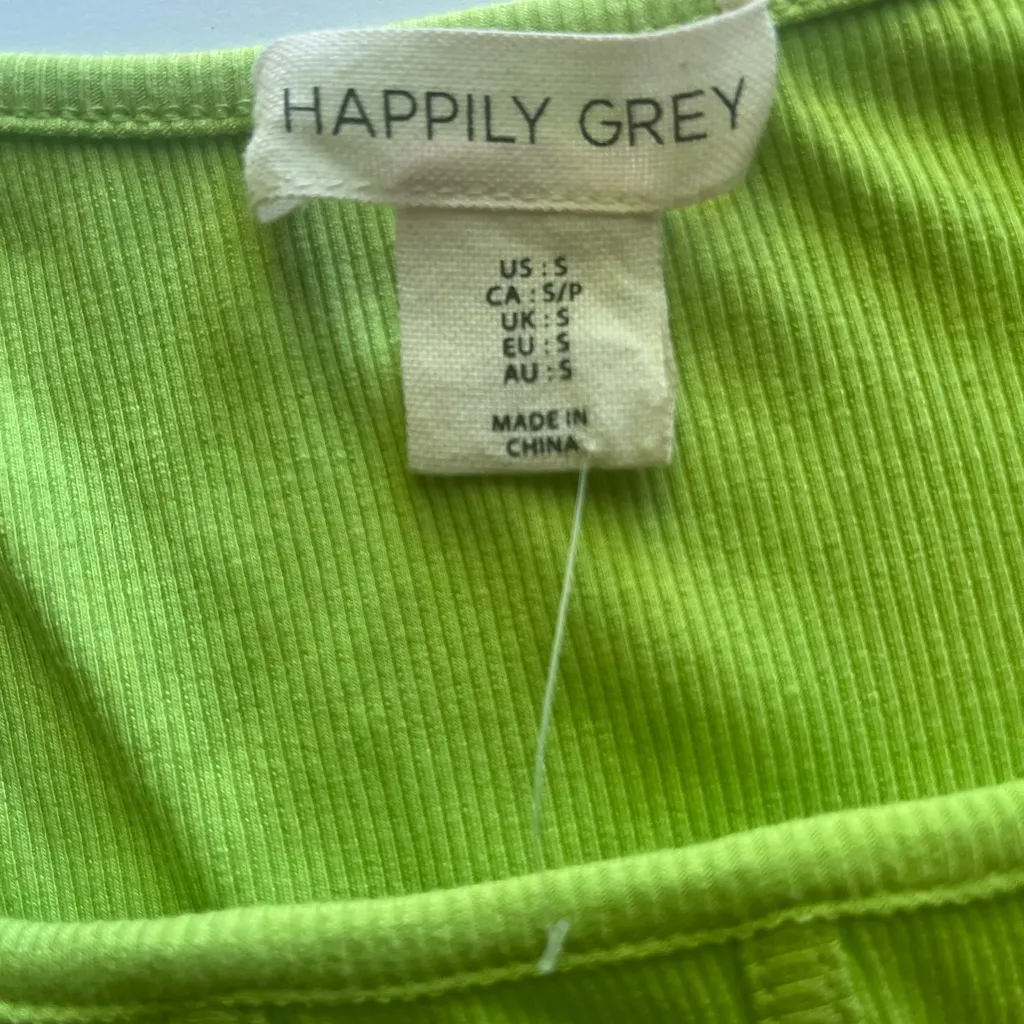 HAPPILY GREY
US : S
CA : S/P
UK : S
EU : S
AU : S
MADE IN
CHINA